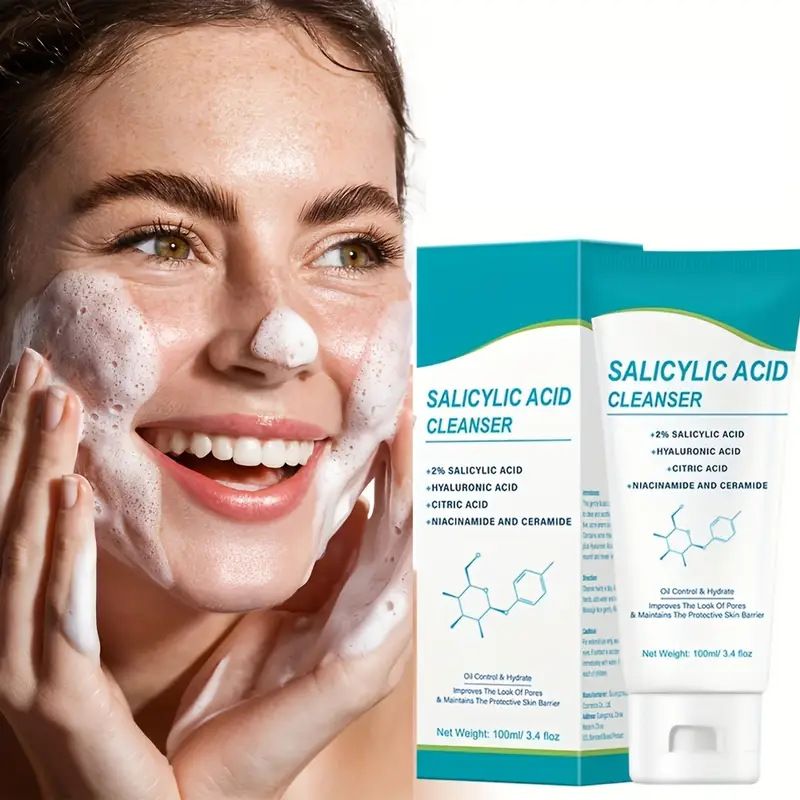 SALICYLIC ACID
CLEANSER
+2% SALICYLIC ACID
+HYALURONIC ACID
+CITRIC ACID
+NIACINAMIDE AND CERAMIDE
Oil Control & Hydrate
Improves The Look Of Pores
& Maintains The Protective Skin Barrier
Net Weight: 100ml/ 3.4 floz
Direction
SALICYLIC ACID
CLEANSER
+2% SALICYLIC ACID
+HYALURONIC ACID
+CITRIC ACID
+NIACINAMIDE AND CERAMIDE
Oil Control & Hydrate
Improves The Look Of Pores
& Maintains The Protective Skin Barrier
Net Weight: 100ml/ 3.4 floz